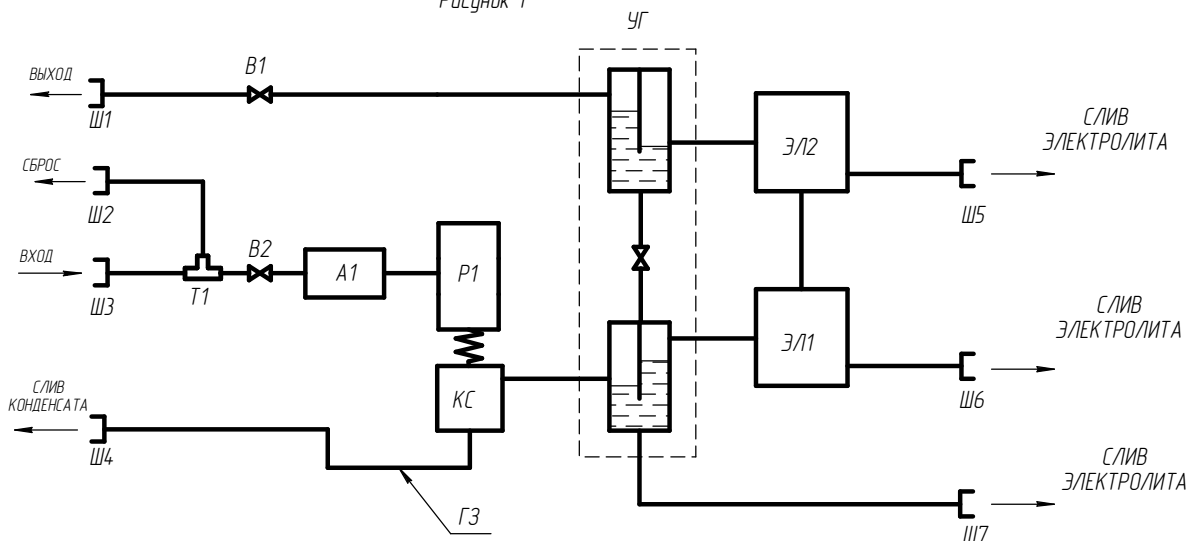 Рисунок 1
УГ
ВЫХОД
В1
Ш1
ЭЛ2
СЛИВ
ЭЛЕКТРОЛИТА
СБРОС
Ш2
Ш5
ВХОД
В2
Ш3
Т1
А1
Р1
КС
ЭЛ1
СЛИВ
ЭЛЕКТРОЛИТА
Ш6
СЛИВ
КОНДЕНСАТА
Ш4
ГЗ
СЛИВ
ЭЛЕКТРОЛИТА
Ш7